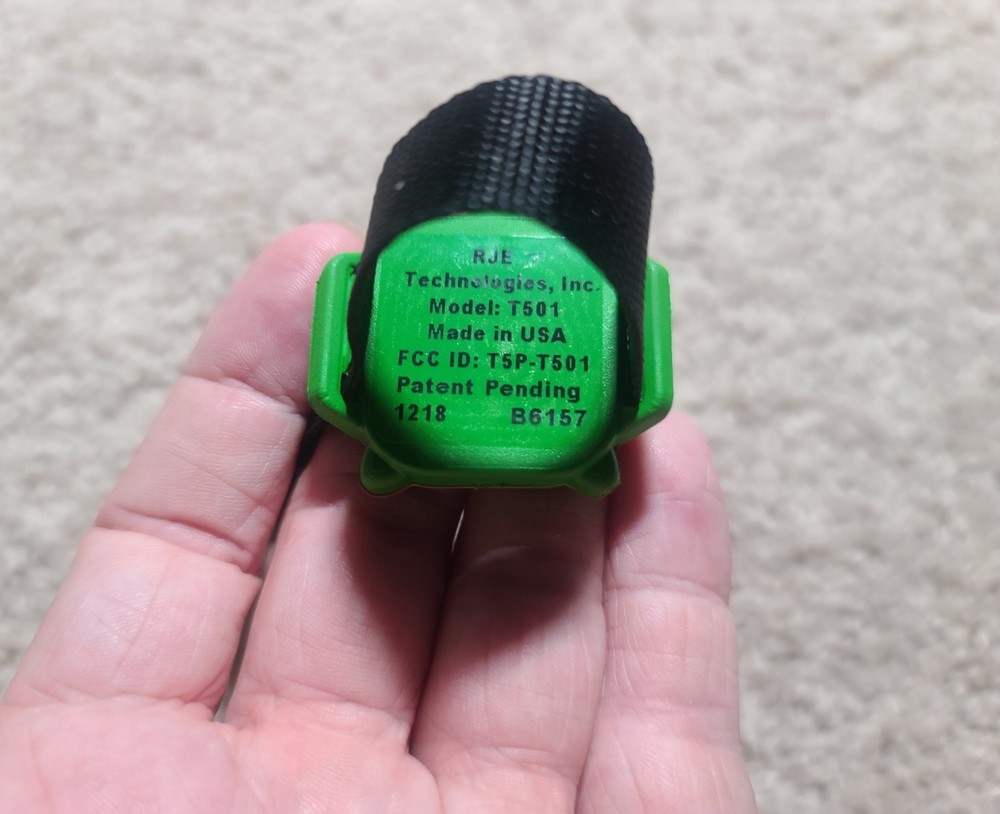 RJE
Technologies, Inc.
Model: T501
Made in USA
FCC ID: T5P-T501
Patent Pending
1218 B6157